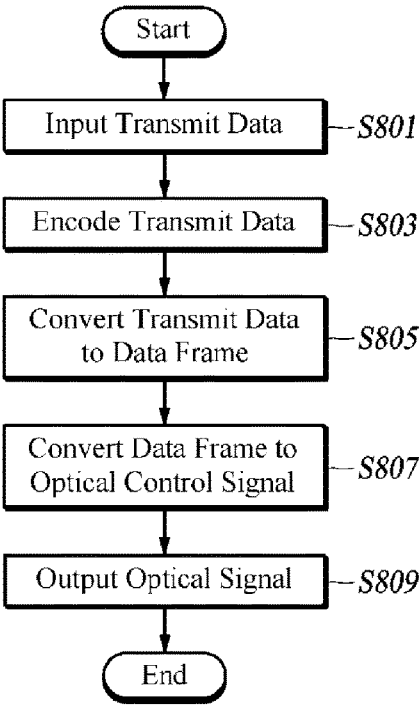 Start
Input Transmit Data
S801
Encode Transmit Data
S803
Convert Transmit Data
to Data Frame
S805
Convert Data Frame to
Optical Control Signal
S807
Output Optical Signal
S809
End